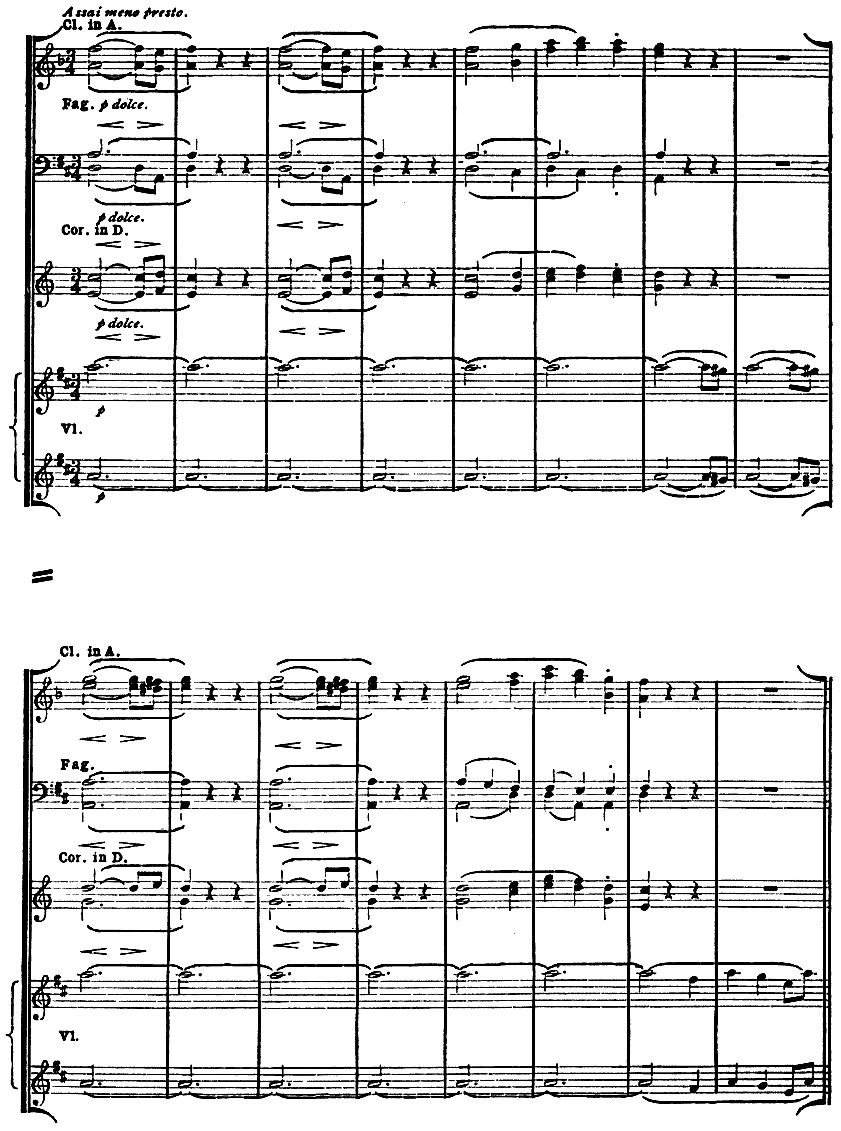 Assai meno presto.
Cl. in A.
Fag. p dolce.
p dolce.
Cor. in D.
p dolce.
p
Vl.
p
Cl. in A.
Fag.
Cor. in D.
Vl.